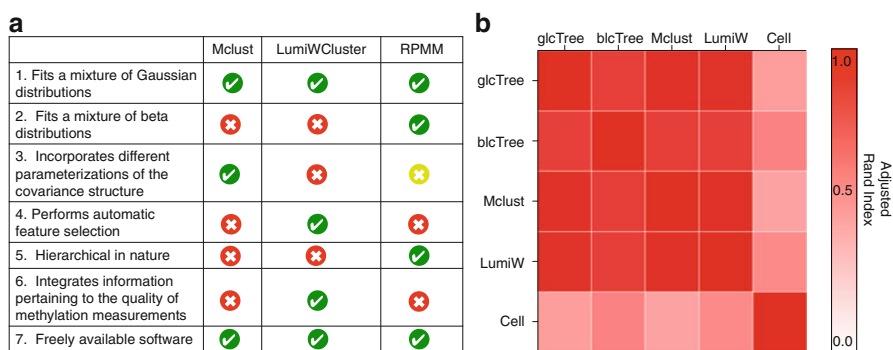 a
Mclust LumiWCluster RPMM
1. Fits a mixture of Gaussian
distributions
2. Fits a mixture of beta
distributions
3. Incorporates different
parameterizations of the
covariance structure
4. Performs automatic
feature selection
5. Hierarchical in nature
6. Integrates information
pertaining to the quality of
methylation measurements
7. Freely available software
b
glcTree blcTree Mclust LumiW Cell
glcTree
blcTree
Mclust
LumiW
Cell
1.0
0.5
0.0
Adjusted
Rand Index